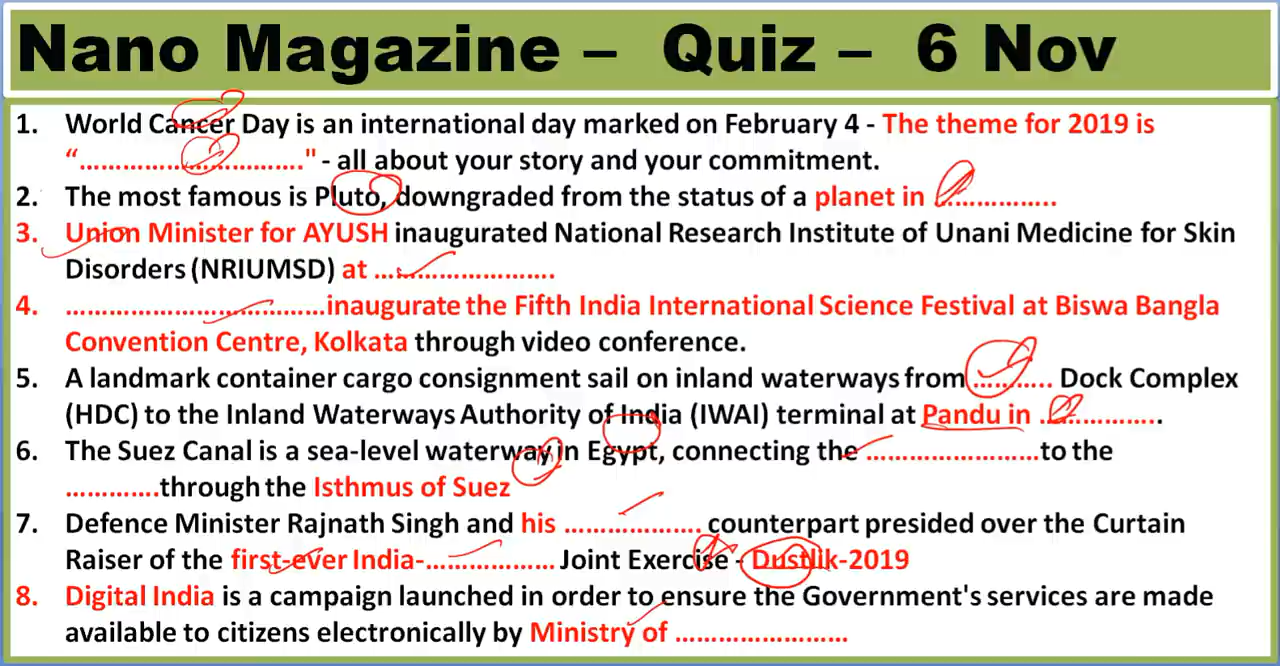 Nano Magazine – Quiz – 6 Nov
1. World Cancer Day is an international day marked on February 4 - The theme for 2019 is
“…………………………." - all about your story and your commitment.
2. The most famous is Pluto, downgraded from the status of a planet in ……………..
3. Union Minister for AYUSH inaugurated National Research Institute of Unani Medicine for Skin
Disorders (NRIUMSD) at …………………….
4. ……………………………..inaugurate the Fifth India International Science Festival at Biswa Bangla
Convention Centre, Kolkata through video conference.
5. A landmark container cargo consignment sail on inland waterways from ……….. Dock Complex
(HDC) to the Inland Waterways Authority of India (IWAI) terminal at Pandu in …………….
6. The Suez Canal is a sea-level waterway in Egypt, connecting the ……………………to the
………….through the Isthmus of Suez
7. Defence Minister Rajnath Singh and his ………………. counterpart presided over the Curtain
Raiser of the first-ever India-……………… Joint Exercise - Dustlik-2019
8. Digital India is a campaign launched in order to ensure the Government's services are made
available to citizens electronically by Ministry of ……………………